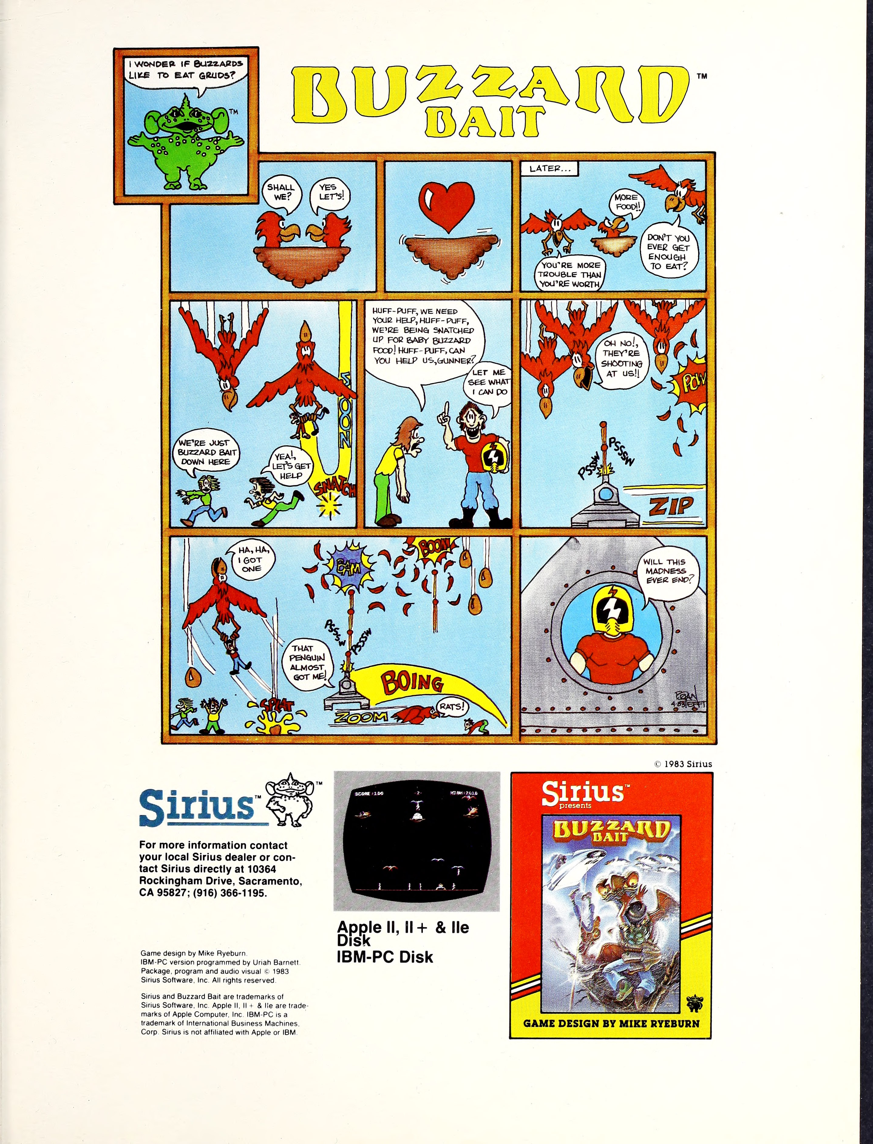 I WONDER IF BUZZARDS
LIKE TO EAT GRUDS?
TM
BUZZARD™
BAIT
SHALL
WE?
YES
LET'S!
LATER...
MORE
FOOD!!
DON'T YOU
EVER GET
ENOUGH
TO EAT?
YOU'RE MORE
TROUBLE THAN
YOU'RE WORTH
WE'RE JUST
BUZZARD BAIT
DOWN HERE
YEA!,
LET'S GET
HELP
SNATCH
HUFF-PUFF, WE NEED
YOUR HELP, HUFF-PUFF,
WE'RE BEING SNATCHED
UP FOR BABY BUZZARD
FOOD! HUFF-PUFF, CAN
YOU HELP US, GUNNER?
LET ME
SEE WHAT
I CAN DO
OH NO!,
THEY'RE
SHOOTING
AT US!!
POW
PSSSW
PSSSW
ZIP
HA, HA,
I GOT
ONE
BAM
BOOM
PSSSW
PSSSW
THAT
PENGUIN
ALMOST
GOT ME!
SPLAT
BOING
ZOOM
RATS!
WILL THIS
MADNESS
EVER END?
© 1983 Sirius
Sirius™
TM
For more information contact
your local Sirius dealer or con-
tact Sirius directly at 10364
Rockingham Drive, Sacramento,
CA 95827; (916) 366-1195.
Game design by Mike Ryeburn.
IBM-PC version programmed by Uriah Barnett.
Package, program and audio visual © 1983
Sirius Software, Inc. All rights reserved.
Sirius and Buzzard Bait are trademarks of
Sirius Software, Inc. Apple II, II + & IIe are trade-
marks of Apple Computer, Inc. IBM-PC is a
trademark of International Business Machines,
Corp. Sirius is not affiliated with Apple or IBM.
Apple II, II + & IIe
Disk
IBM-PC Disk
Sirius™
presents
BUZZARD
BAIT
GAME DESIGN BY MIKE RYEBURN